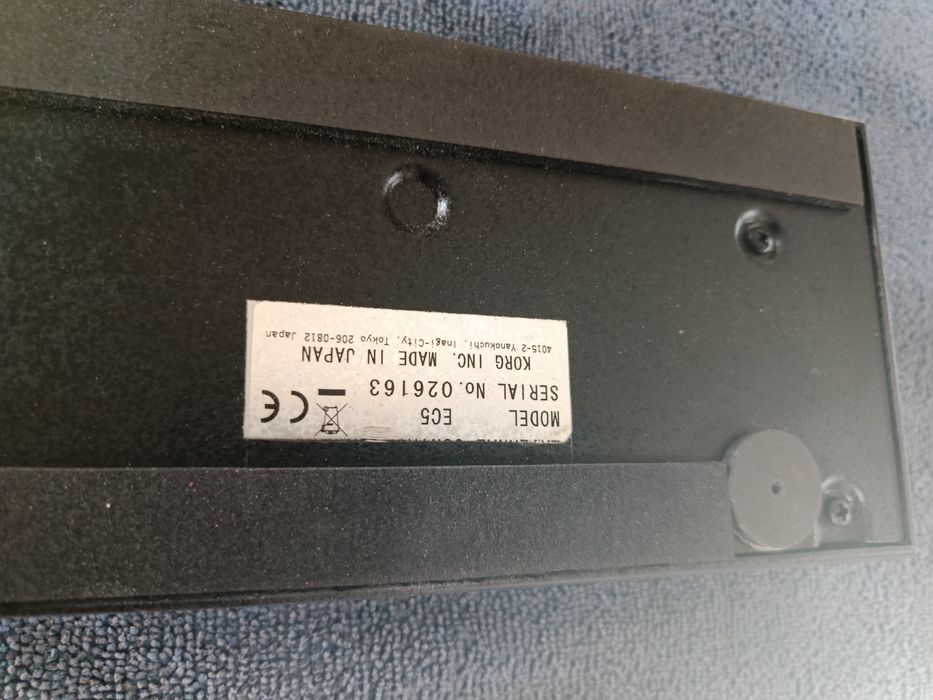 MODEL EC5
SERIAL No. 026163
KORG INC. MADE IN JAPAN
4015-2 Yanokuchi, Inagi-City, Tokyo 206-0812 Japan
CE